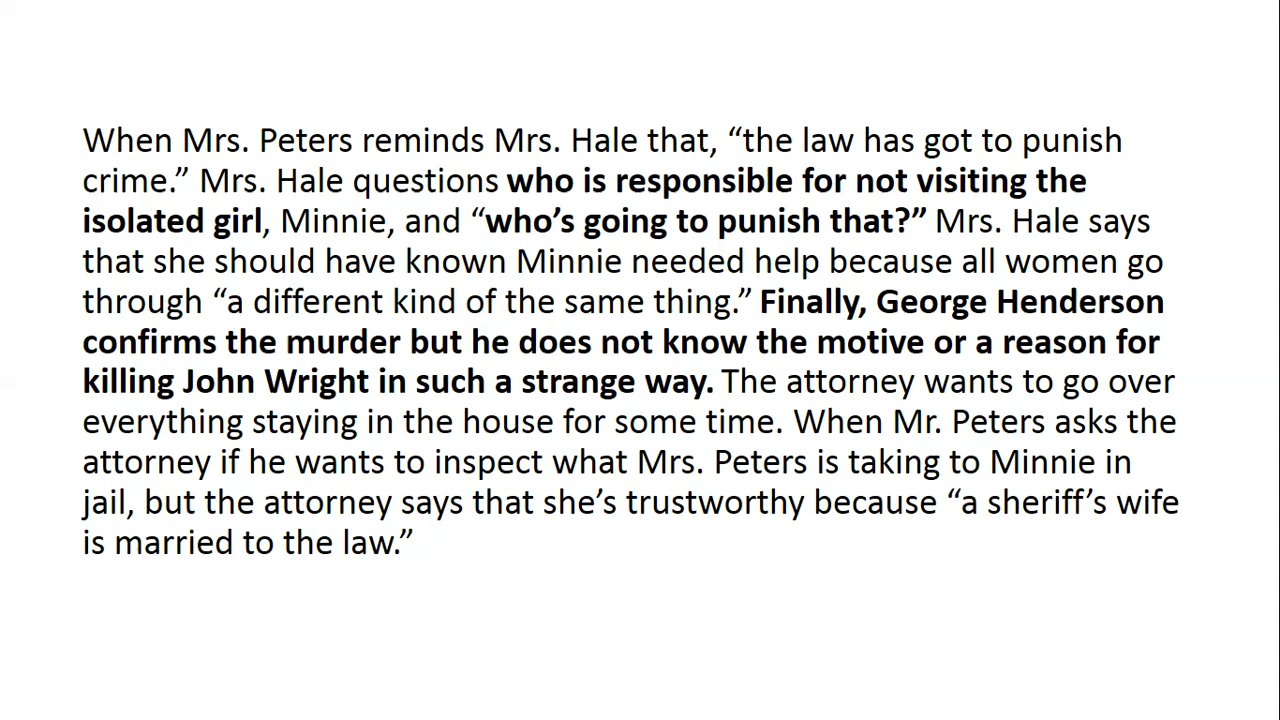 When Mrs. Peters reminds Mrs. Hale that, “the law has got to punish
crime.” Mrs. Hale questions who is responsible for not visiting the
isolated girl, Minnie, and “who’s going to punish that?” Mrs. Hale says
that she should have known Minnie needed help because all women go
through “a different kind of the same thing.” Finally, George Henderson
confirms the murder but he does not know the motive or a reason for
killing John Wright in such a strange way. The attorney wants to go over
everything staying in the house for some time. When Mr. Peters asks the
attorney if he wants to inspect what Mrs. Peters is taking to Minnie in
jail, but the attorney says that she’s trustworthy because “a sheriff’s wife
is married to the law.”